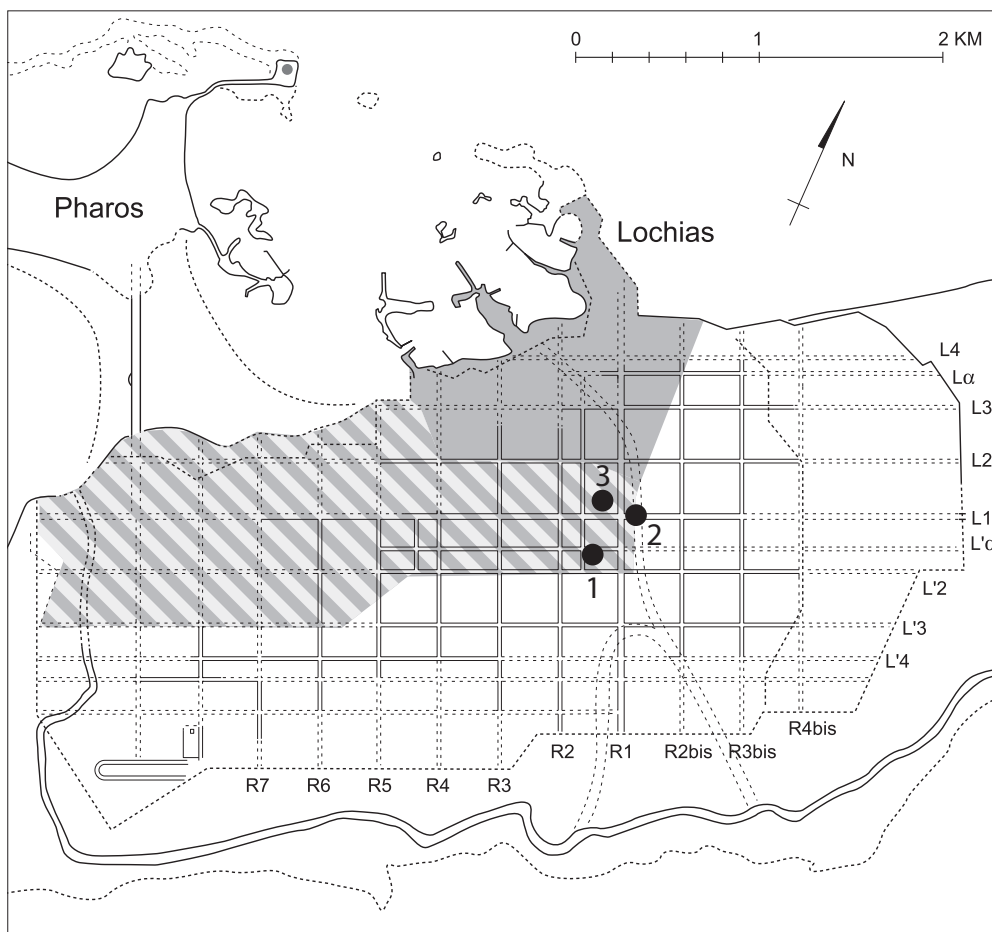 0 1 2 KM
N
Pharos
Lochias
L4
Lα
L3
L2
3
L1
2
L'α
1
L'2
L'3
L'4
R2 R1 R2bis R3bis R4bis
R7 R6 R5 R4 R3